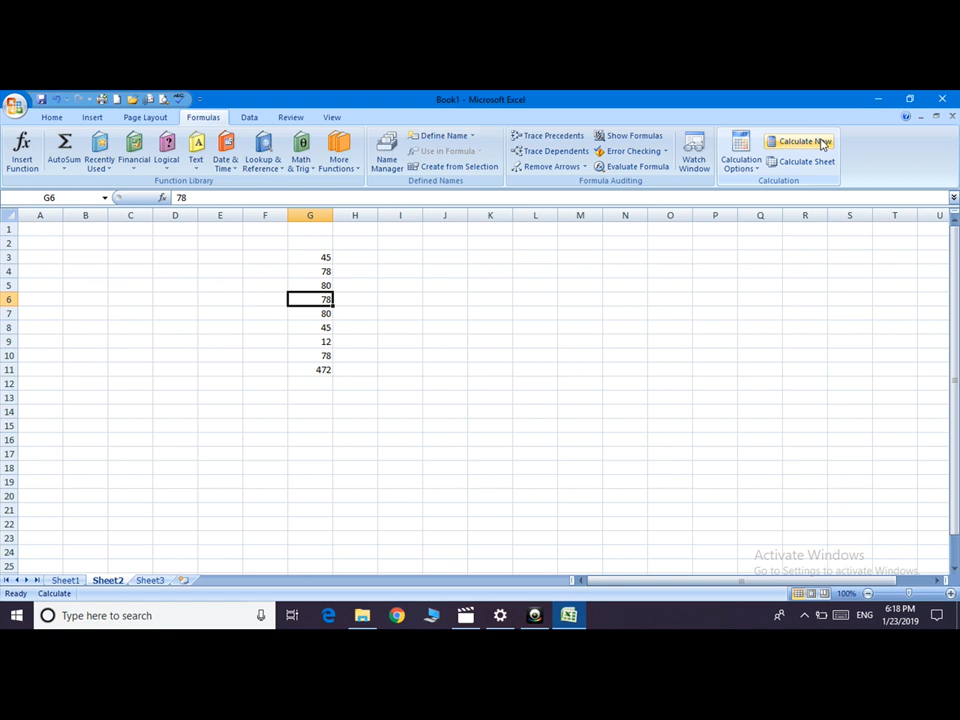 Book1 - Microsoft Excel
Home Insert Page Layout Formulas Data Review View
fx Σ A θ
Insert Function
AutoSum
Recently Used
Financial
Logical
Text
Date & Time
Lookup & Reference
Math & Trig
More Functions
Function Library
Name Manager
Define Name
Use in Formula
Create from Selection
Defined Names
Trace Precedents
Trace Dependents
Remove Arrows
Show Formulas
Error Checking
Evaluate Formula
Formula Auditing
Watch Window
Calculation Options
Calculate
Calculate Sheet
Calculation
G6 fx 78
A B C D E F G H I J K L M N O P Q R S T U
1
2
3 45
4 78
5 80
6 78
7 80
8 45
9 12
10 78
11 472
12
13
14
15
16
17
18
19
20
21
22
23
24
25
Activate Windows
Go to Settings to activate Windows.
Sheet1 Sheet2 Sheet3
Ready Calculate 100%
Type here to search
ENG
6:18 PM
1/23/2019